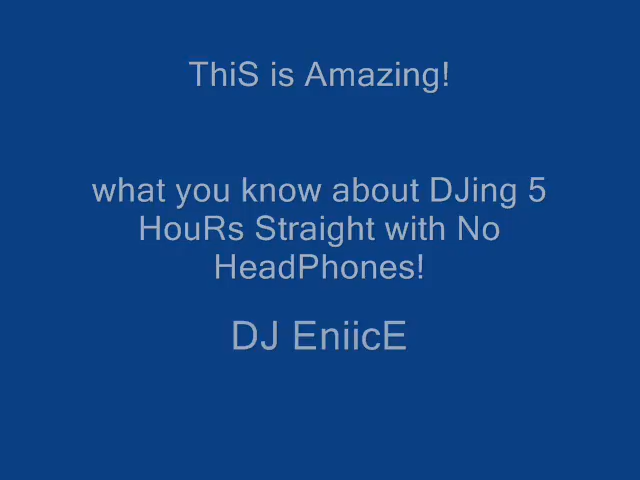 ThiS is Amazing!
what you know about DJing 5
HouRs Straight with No
HeadPhones!
DJ EniicE